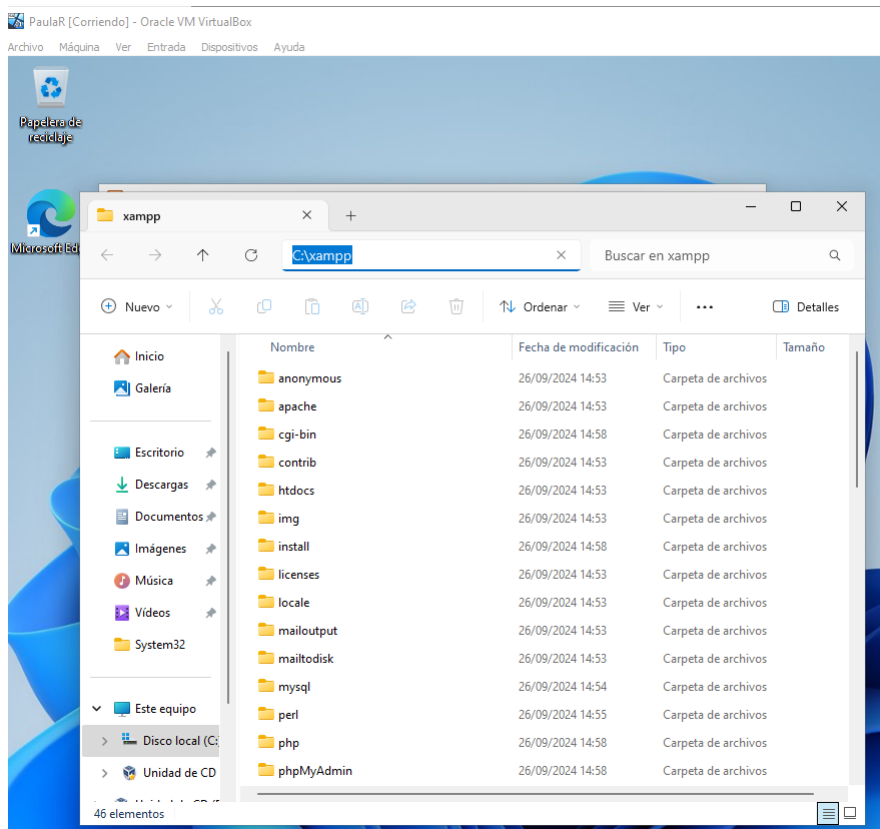 PaulaR [Corriendo] - Oracle VM VirtualBox
Archivo Máquina Ver Entrada Dispositivos Ayuda
Papelera de
reciclaje
Microsoft Ed
xampp
C:\xampp
Buscar en xampp
Nuevo
Ordenar
Ver
Detalles
Inicio
Galería
Escritorio
Descargas
Documentos
Imágenes
Música
Vídeos
System32
Este equipo
Disco local (C:
Unidad de CD
Nombre Fecha de modificación Tipo Tamaño
anonymous 26/09/2024 14:53 Carpeta de archivos
apache 26/09/2024 14:53 Carpeta de archivos
cgi-bin 26/09/2024 14:58 Carpeta de archivos
contrib 26/09/2024 14:53 Carpeta de archivos
htdocs 26/09/2024 14:53 Carpeta de archivos
img 26/09/2024 14:53 Carpeta de archivos
install 26/09/2024 14:58 Carpeta de archivos
licenses 26/09/2024 14:53 Carpeta de archivos
locale 26/09/2024 14:53 Carpeta de archivos
mailoutput 26/09/2024 14:53 Carpeta de archivos
mailtodisk 26/09/2024 14:53 Carpeta de archivos
mysql 26/09/2024 14:54 Carpeta de archivos
perl 26/09/2024 14:55 Carpeta de archivos
php 26/09/2024 14:58 Carpeta de archivos
phpMyAdmin 26/09/2024 14:58 Carpeta de archivos
46 elementos